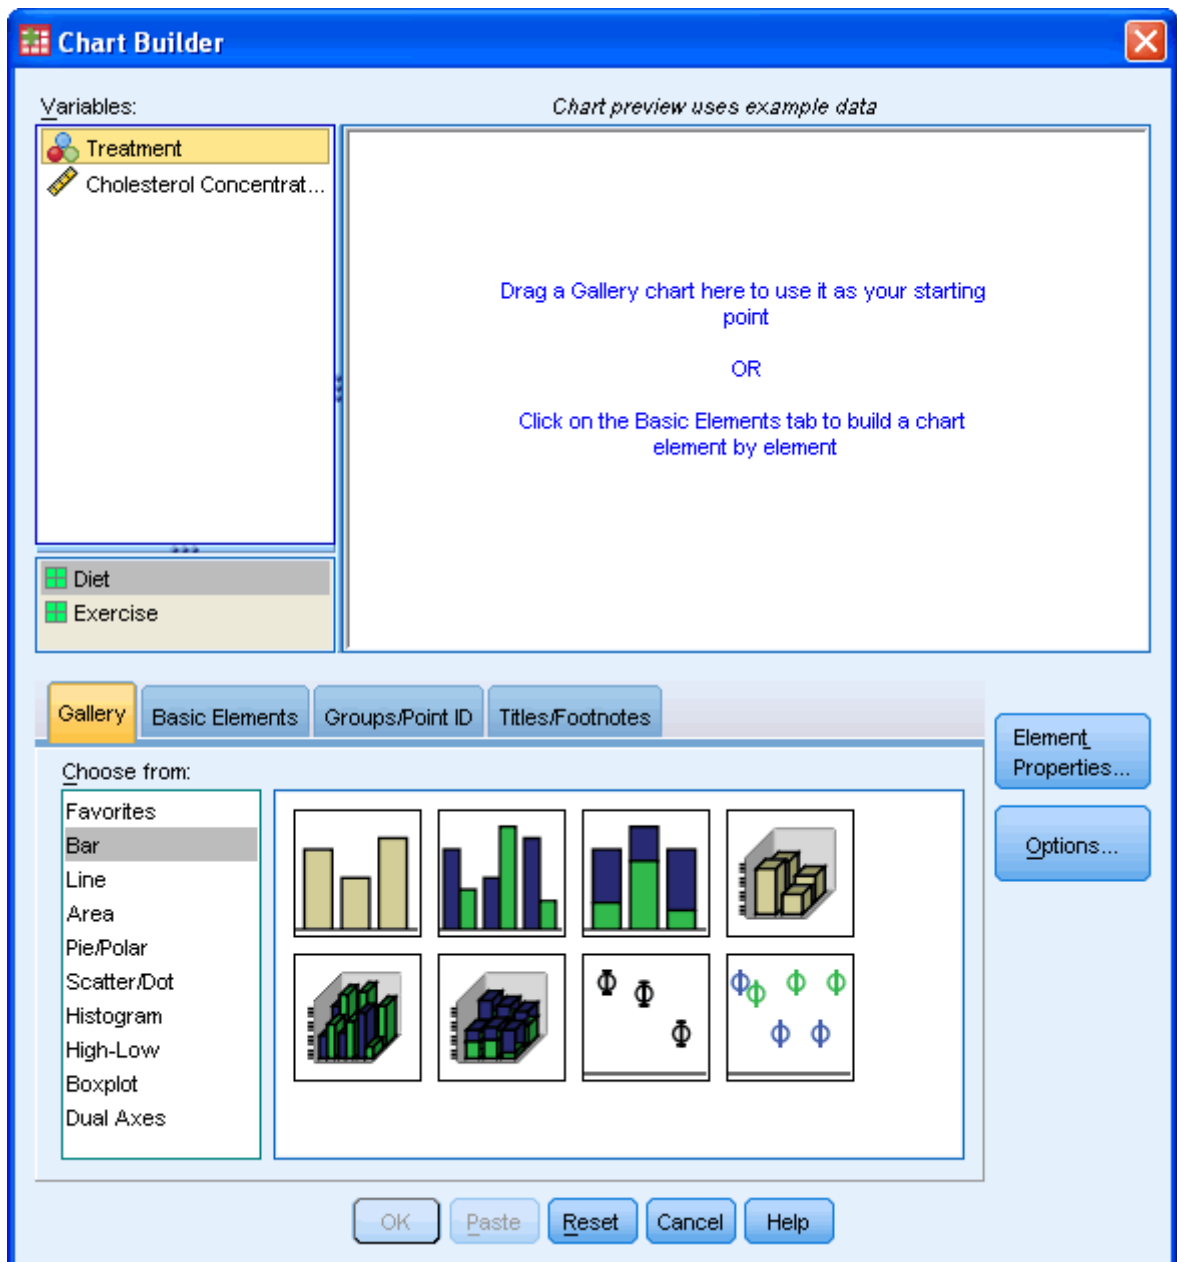 Chart Builder
Variables:
Chart preview uses example data
Treatment
Cholesterol Concentrat...
Drag a Gallery chart here to use it as your starting
point
OR
Click on the Basic Elements tab to build a chart
element by element
Diet
Exercise
Gallery
Basic Elements
Groups/Point ID
Titles/Footnotes
Element
Properties...
Options...
Choose from:
Favorites
Bar
Line
Area
Pie/Polar
Scatter/Dot
Histogram
High-Low
Boxplot
Dual Axes
OK
Paste
Reset
Cancel
Help